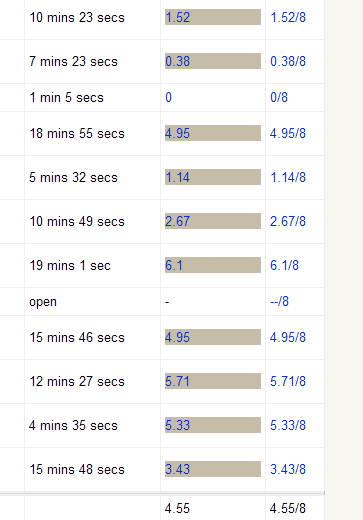 10 mins 23 secs 1.52 1.52/8
7 mins 23 secs 0.38 0.38/8
1 min 5 secs 0 0/8
18 mins 55 secs 4.95 4.95/8
5 mins 32 secs 1.14 1.14/8
10 mins 49 secs 2.67 2.67/8
19 mins 1 sec 6.1 6.1/8
open - --/8
15 mins 46 secs 4.95 4.95/8
12 mins 27 secs 5.71 5.71/8
4 mins 35 secs 5.33 5.33/8
15 mins 48 secs 3.43 3.43/8
4.55 4.55/8